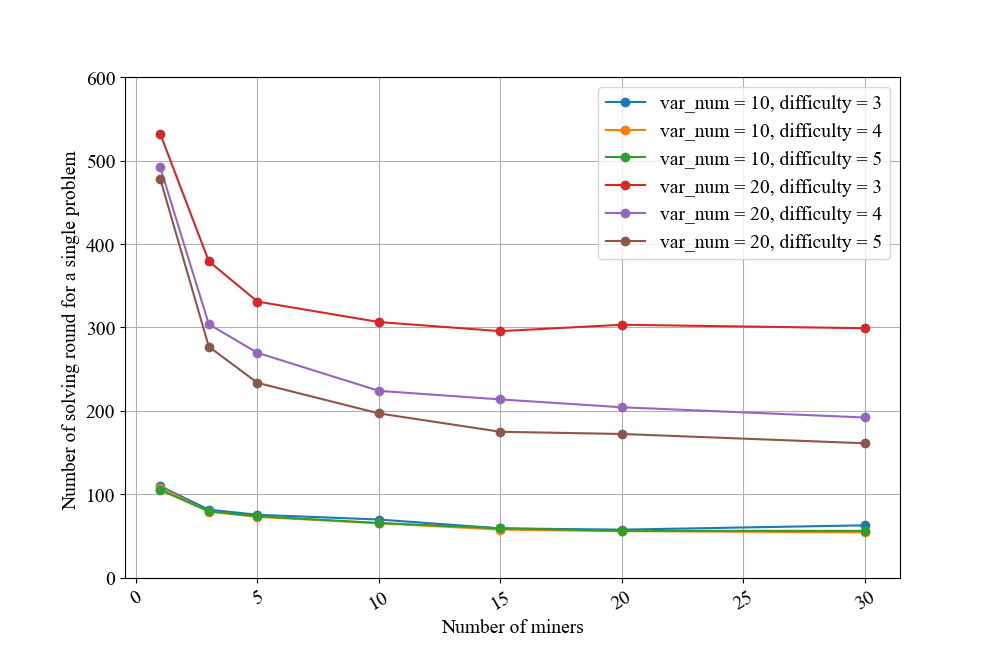 600
500
400
300
200
100
0
Number of solving round for a single problem
var_num = 10, difficulty = 3
var_num = 10, difficulty = 4
var_num = 10, difficulty = 5
var_num = 20, difficulty = 3
var_num = 20, difficulty = 4
var_num = 20, difficulty = 5
0 5 10 15 20 25 30
Number of miners